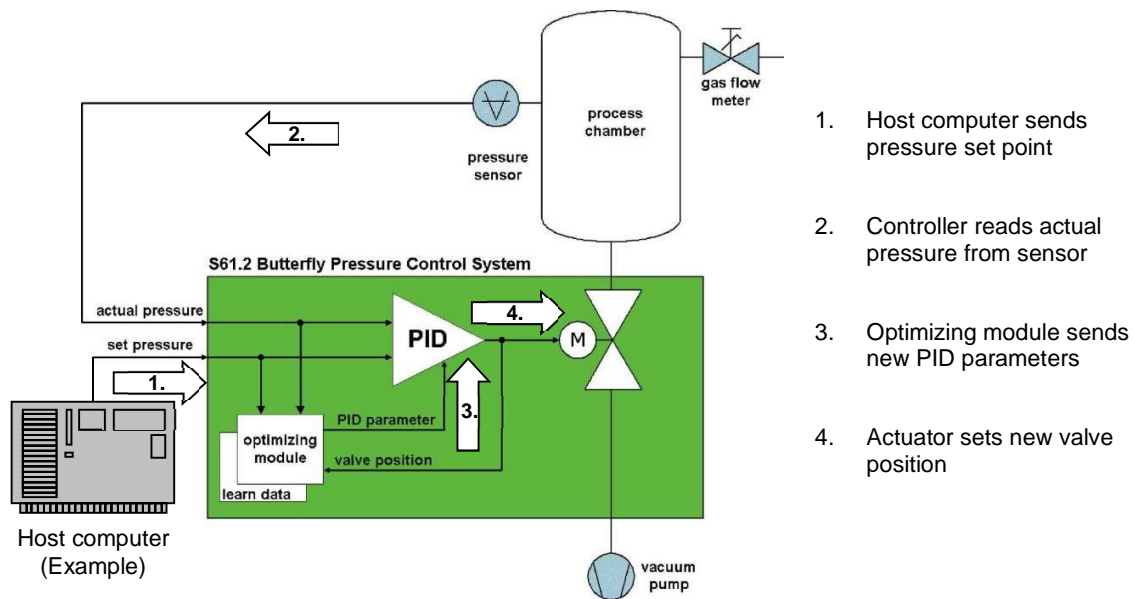 gas flow
meter
process
chamber
2.
pressure
sensor
S61.2 Butterfly Pressure Control System
actual pressure
4.
PID
M
set pressure
1.
3.
PID parameter
optimizing
module
valve position
learn data
Host computer
(Example)
vacuum
pump
1. Host computer sends
pressure set point
2. Controller reads actual
pressure from sensor
3. Optimizing module sends
new PID parameters
4. Actuator sets new valve
position